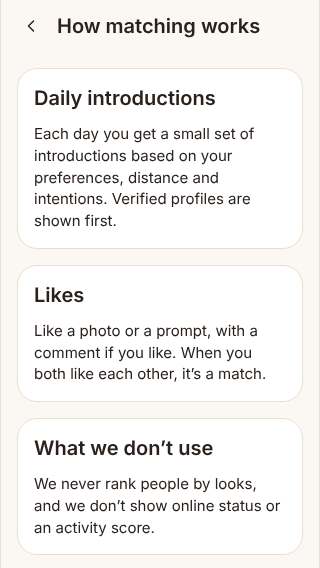 How matching works
Daily introductions
Each day you get a small set of
introductions based on your
preferences, distance and
intentions. Verified profiles are
shown first.
Likes
Like a photo or a prompt, with a
comment if you like. When you
both like each other, it’s a match.
What we don’t use
We never rank people by looks,
and we don’t show online status or
an activity score.